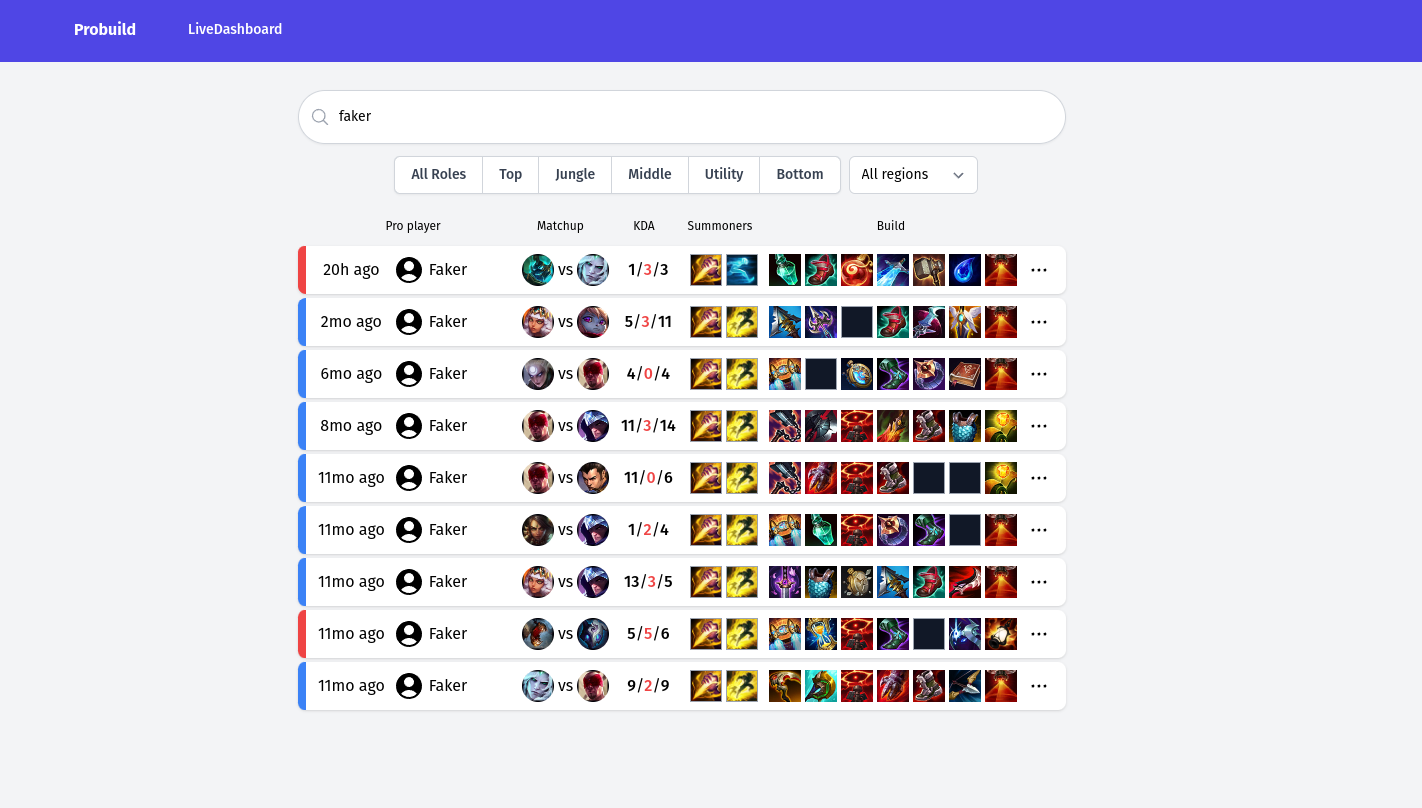 Probuild LiveDashboard
faker
All Roles Top Jungle Middle Utility Bottom All regions
Pro player Matchup KDA Summoners Build
20h ago Faker vs 1/3/3
2mo ago Faker vs 5/3/11
6mo ago Faker vs 4/0/4
8mo ago Faker vs 11/3/14
11mo ago Faker vs 11/0/6
11mo ago Faker vs 1/2/4
11mo ago Faker vs 13/3/5
11mo ago Faker vs 5/5/6
11mo ago Faker vs 9/2/9